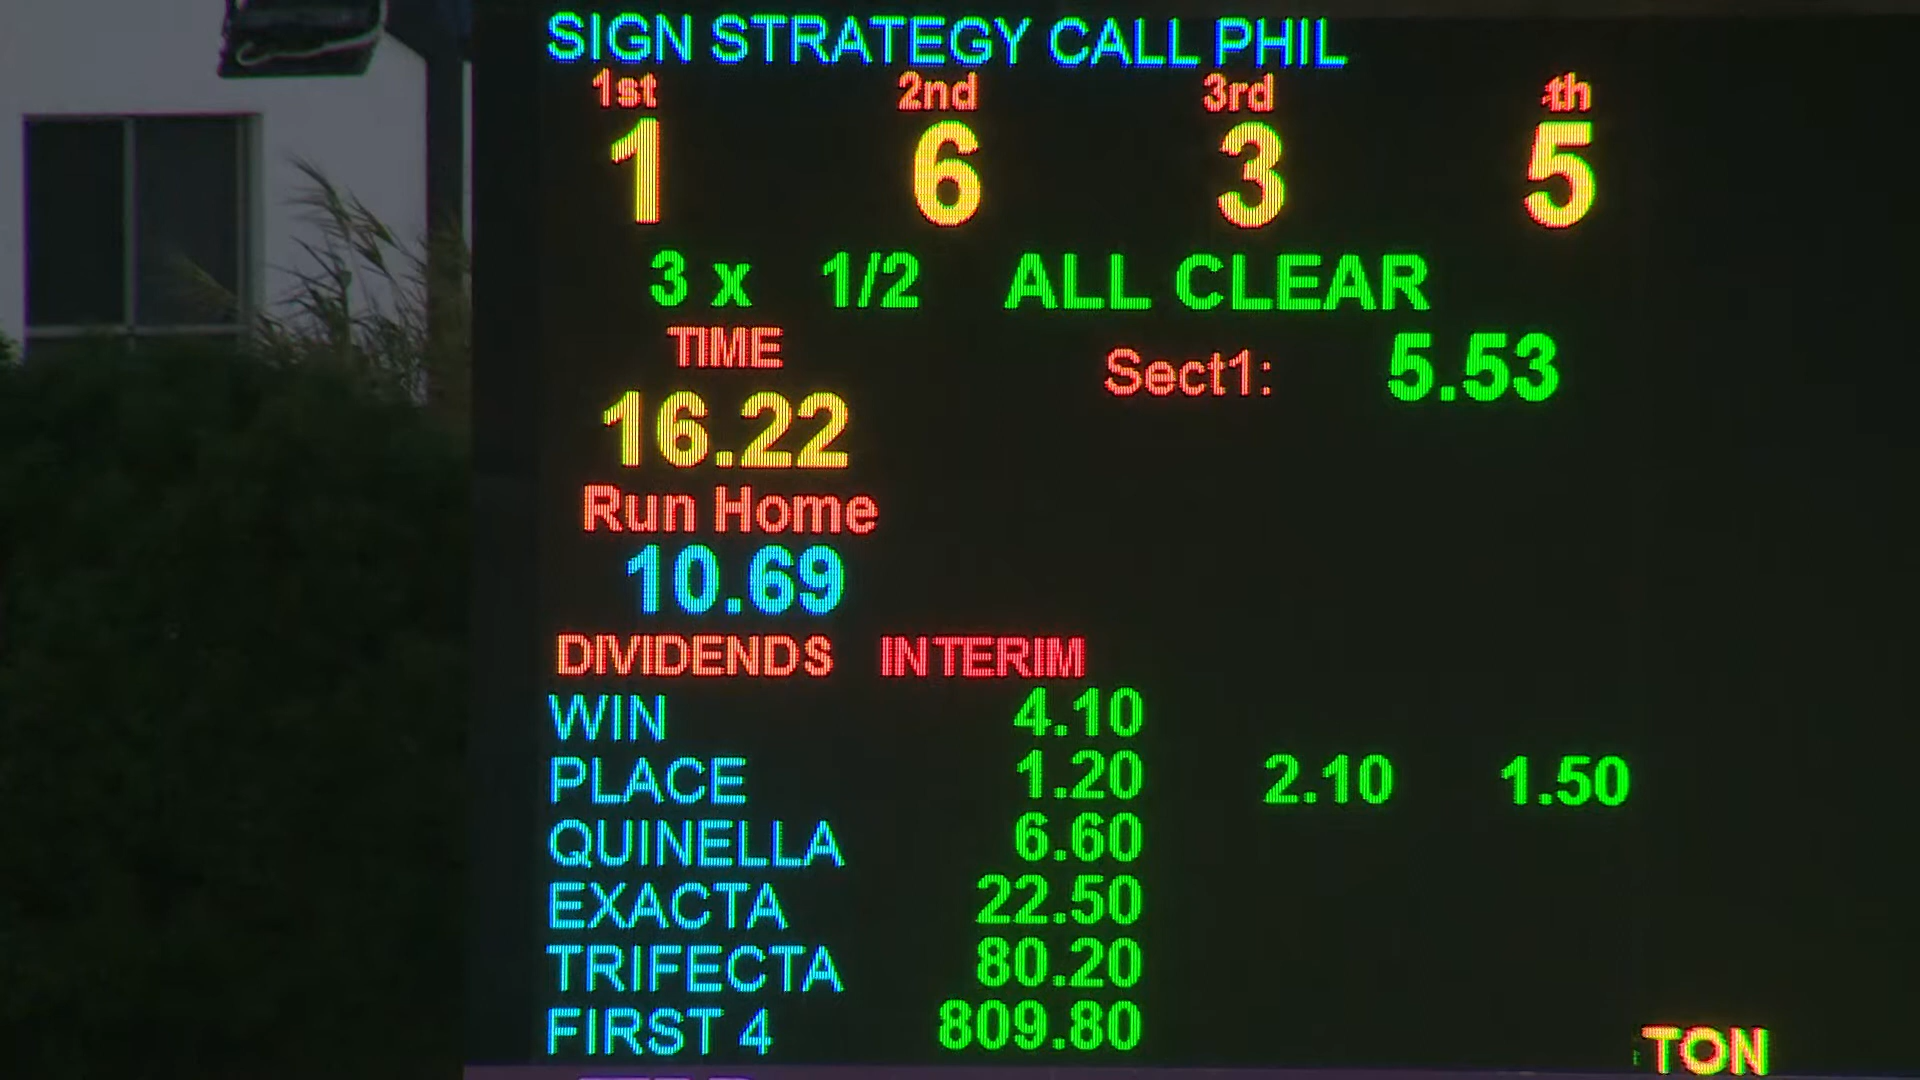 SIGN STRATEGY CALL PHIL
1st 2nd 3rd th
1 6 3 5
3 x 1/2 ALL CLEAR
TIME
Sect1: 5.53
16.22
Run Home
10.69
DIVIDENDS INTERIM
WIN 4.10
PLACE 1.20 2.10 1.50
QUINELLA 6.60
EXACTA 22.50
TRIFECTA 80.20
FIRST 4 809.80
TON